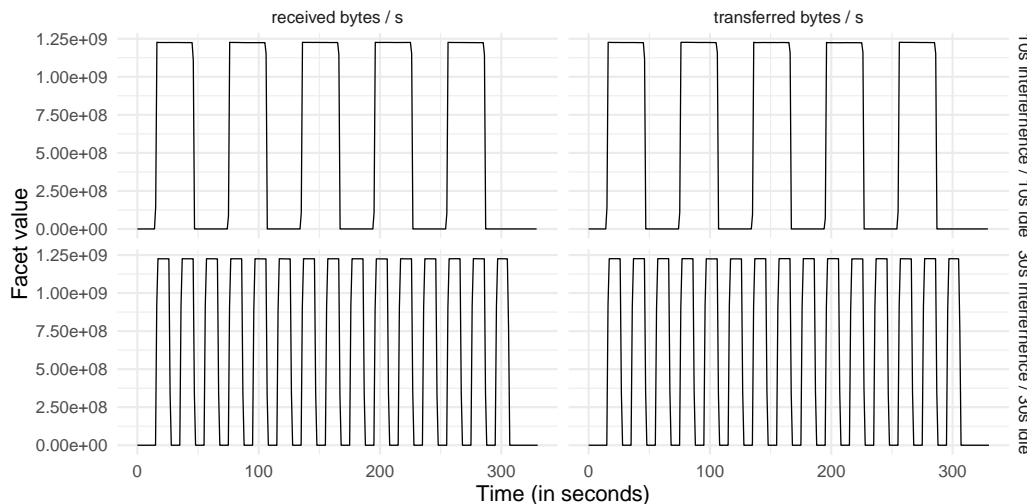 received bytes / s
transferred bytes / s
1.25e+09
1.00e+09
7.50e+08
5.00e+08
2.50e+08
0.00e+00
10s / 10s Idle
Facet value
1.25e+09
1.00e+09
7.50e+08
5.00e+08
2.50e+08
0.00e+00
30s / 30s Idle
0
100
200
300
0
100
200
300
Time (in seconds)